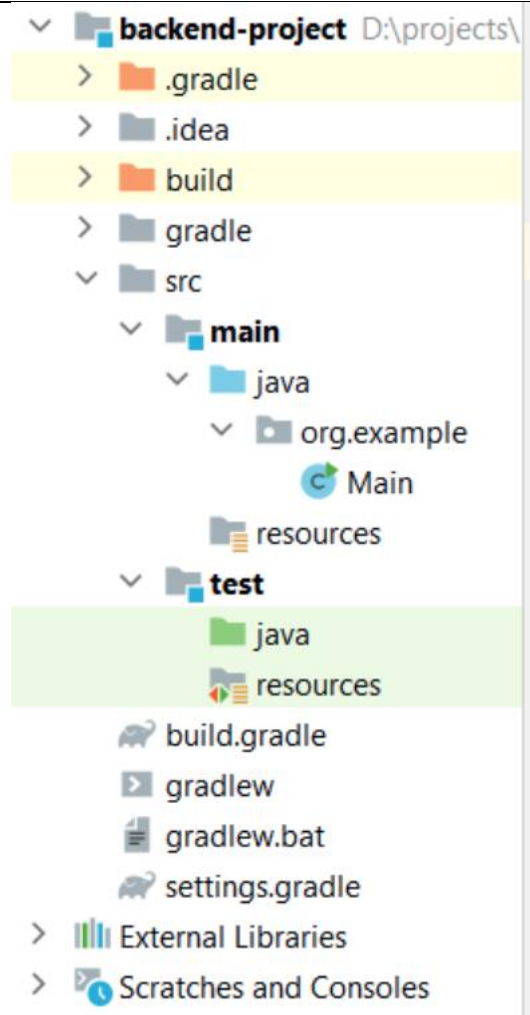 backend-project D:\projects\
.gradle
.idea
build
gradle
src
main
java
org.example
C Main
resources
test
java
resources
build.gradle
gradlew
gradlew.bat
settings.gradle
External Libraries
Scratches and Consoles